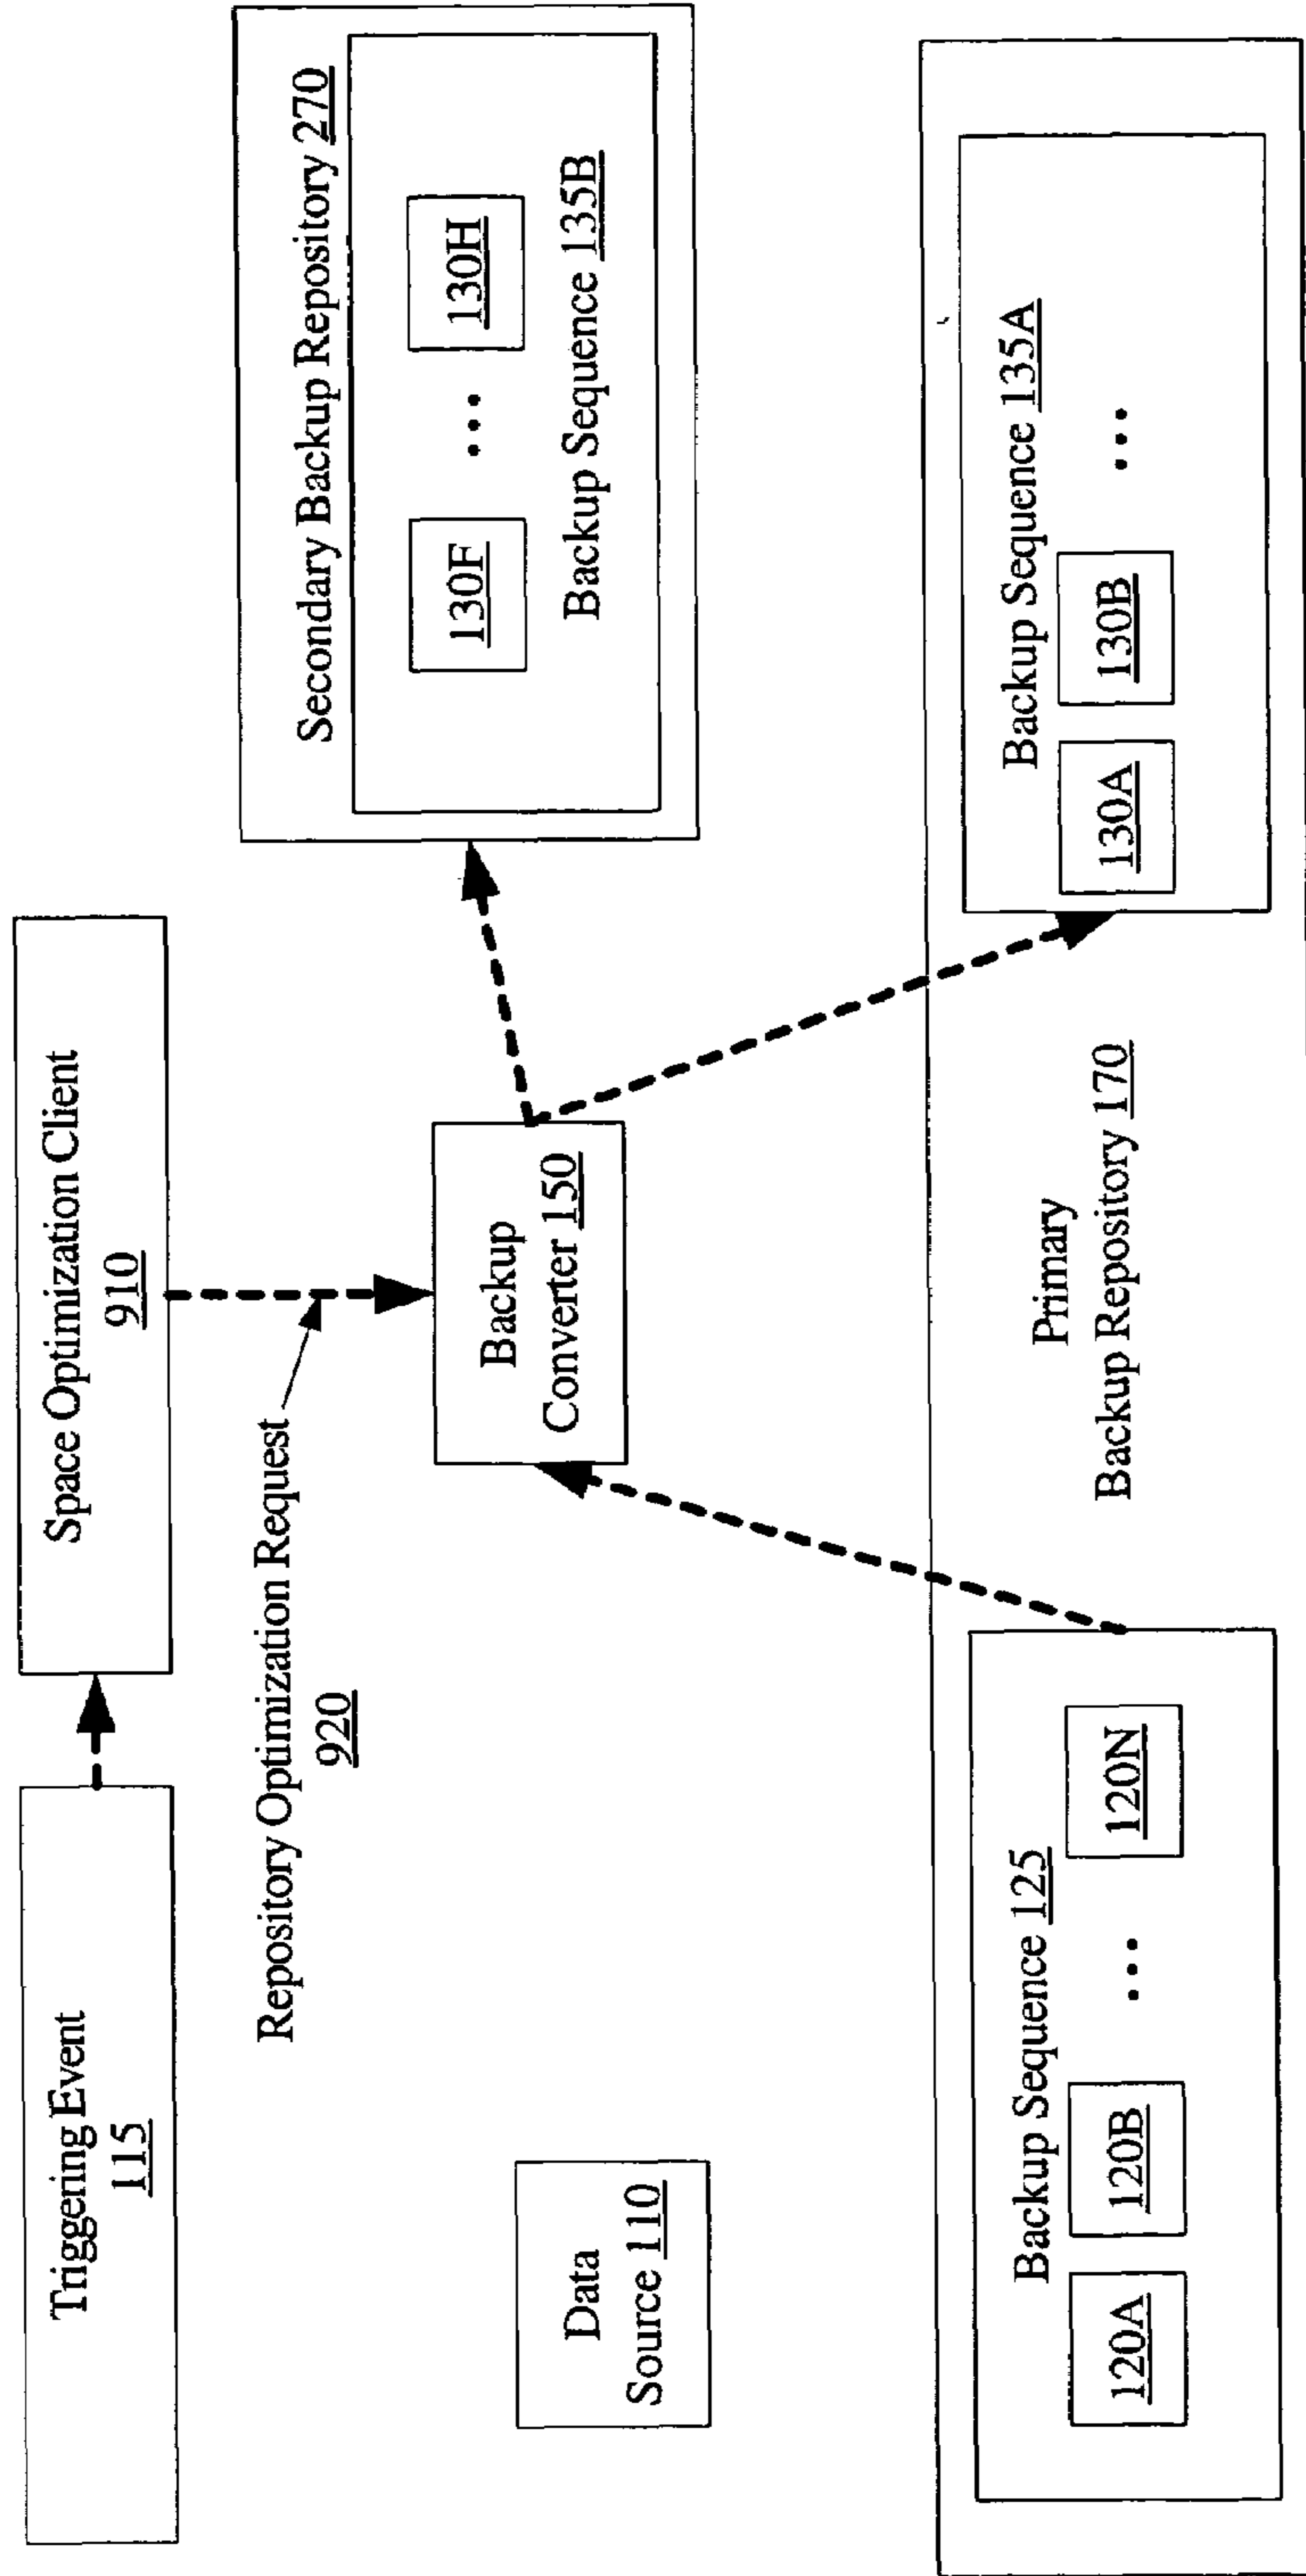 Triggering Event
115
Space Optimization Client
910
Repository Optimization Request
920
Secondary Backup Repository 270
130F
...
130H
Backup Sequence 135B
Data
Source 110
Backup
Converter 150
Backup Sequence 125
120A
120B
...
120N
Primary
Backup Repository 170
Backup Sequence 135A
130A
130B
...